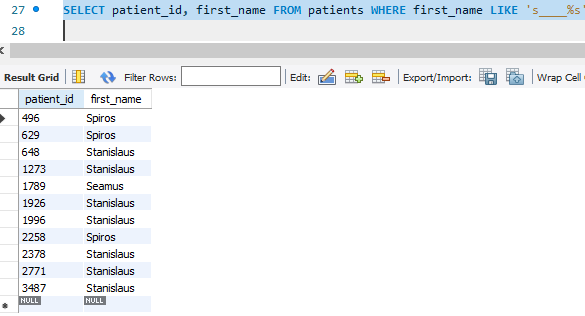 27 SELECT patient_id, first_name FROM patients WHERE first_name LIKE 's____%s'
28
Result Grid Filter Rows: Edit: Export/Import: Wrap Cell
patient_id first_name
496 Spiros
629 Spiros
648 Stanislaus
1273 Stanislaus
1789 Seamus
1926 Stanislaus
1996 Stanislaus
2258 Spiros
2378 Stanislaus
2771 Stanislaus
3487 Stanislaus
NULL NULL